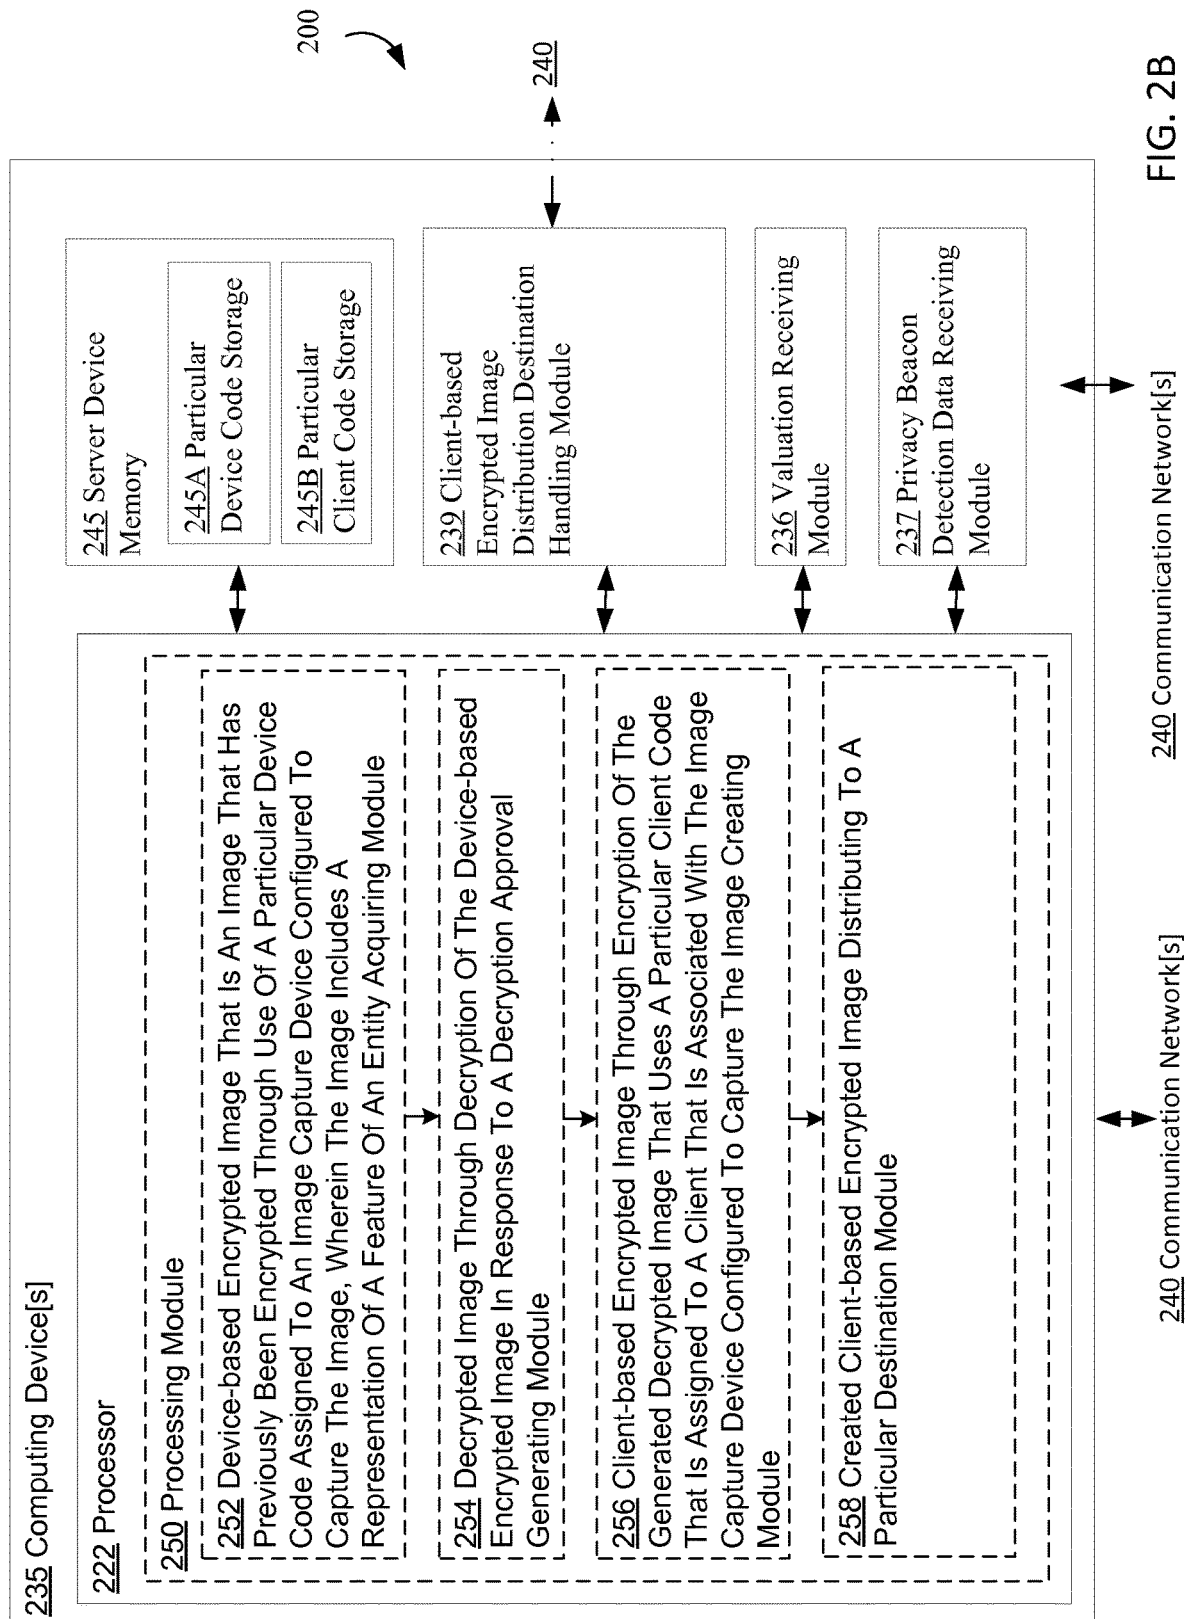 235 Computing Device[s]
222 Processor
250 Processing Module
252 Device-based Encrypted Image That Is An Image That Has
Previously Been Encrypted Through Use Of A Particular Device
Code Assigned To An Image Capture Device Configured To
Capture The Image, Wherein The Image Includes A
Representation Of A Feature Of An Entity Acquiring Module
254 Decrypted Image Through Decryption Of The Device-based
Encrypted Image In Response To A Decryption Approval
Generating Module
256 Client-based Encrypted Image Through Encryption Of The
Generated Decrypted Image That Uses A Particular Client Code
That Is Assigned To A Client That Is Associated With The Image
Capture Device Configured To Capture The Image Creating
Module
258 Created Client-based Encrypted Image Distributing To A
Particular Destination Module
245 Server Device
Memory
245A Particular
Device Code Storage
245B Particular
Client Code Storage
239 Client-based
Encrypted Image
Distribution Destination
Handling Module
236 Valuation Receiving
Module
237 Privacy Beacon
Detection Data Receiving
Module
200
240
240 Communication Network[s]
240 Communication Network[s]
FIG. 2B